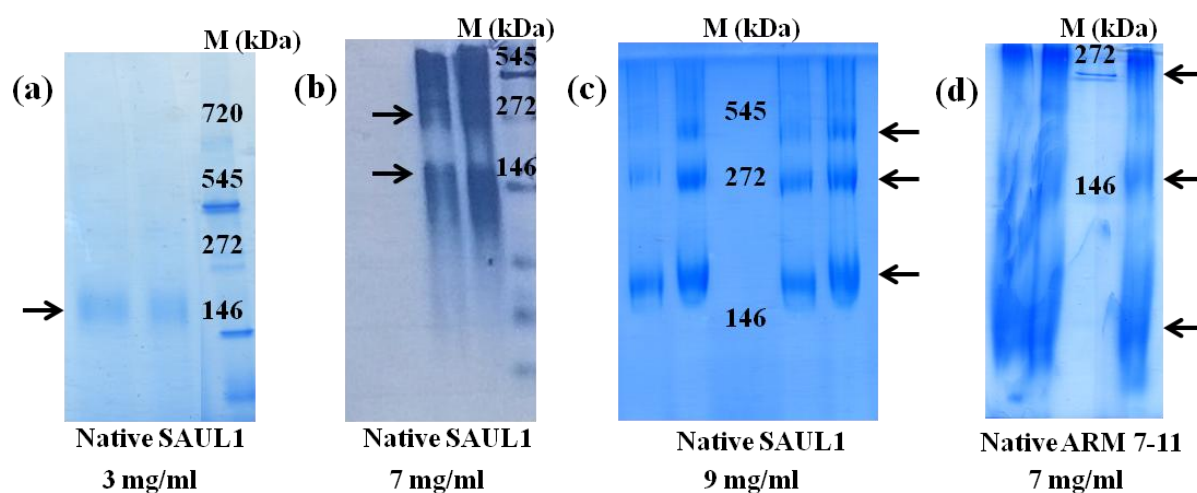 (a)
M (kDa)
720
545
272
146
Native SAUL1
3 mg/ml
(b)
M (kDa)
545
272
146
Native SAUL1
7 mg/ml
(c)
M (kDa)
545
272
146
Native SAUL1
9 mg/ml
(d)
M (kDa)
272
146
Native ARM 7-11
7 mg/ml